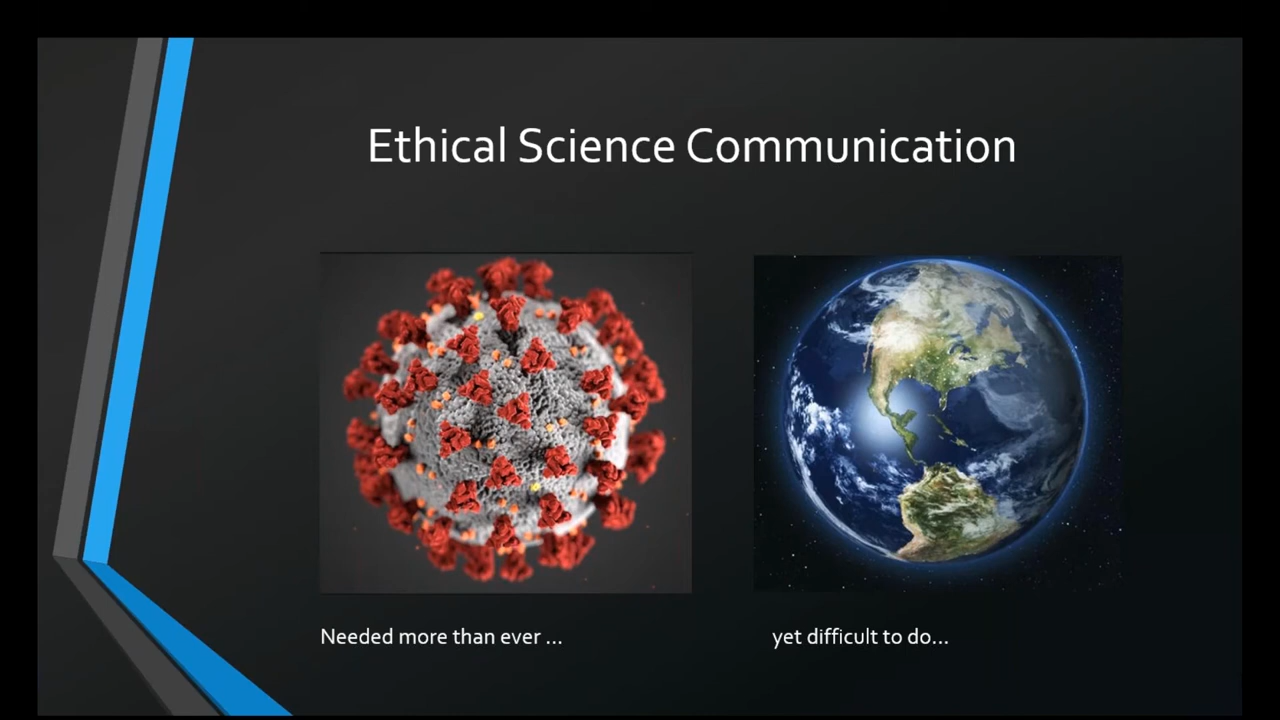 Ethical Science Communication
Needed more than ever ...
yet difficult to do...